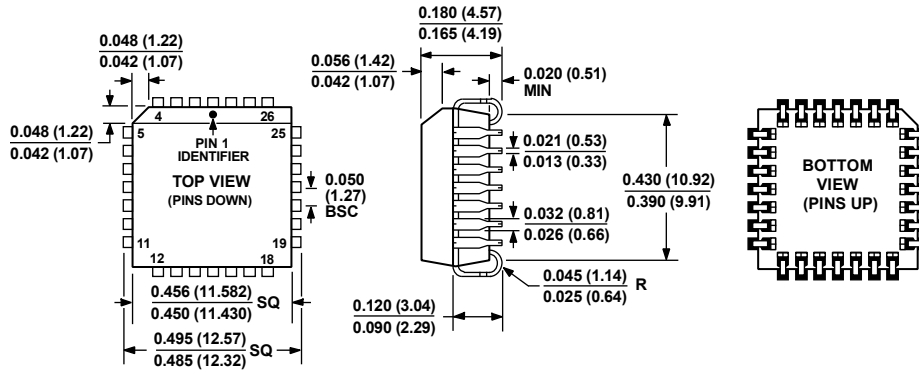 0.048 (1.22)
0.042 (1.07)
0.048 (1.22)
0.042 (1.07)
4
26
5
25
PIN 1
IDENTIFIER
TOP VIEW
(PINS DOWN)
11
19
12
18
0.050
(1.27)
BSC
0.456 (11.582)
0.450 (11.430)
SQ
0.495 (12.57)
0.485 (12.32)
SQ
0.180 (4.57)
0.165 (4.19)
0.056 (1.42)
0.042 (1.07)
0.020 (0.51)
MIN
0.021 (0.53)
0.013 (0.33)
0.032 (0.81)
0.026 (0.66)
0.430 (10.92)
0.390 (9.91)
0.045 (1.14)
0.025 (0.64)
R
0.120 (3.04)
0.090 (2.29)
BOTTOM
VIEW
(PINS UP)